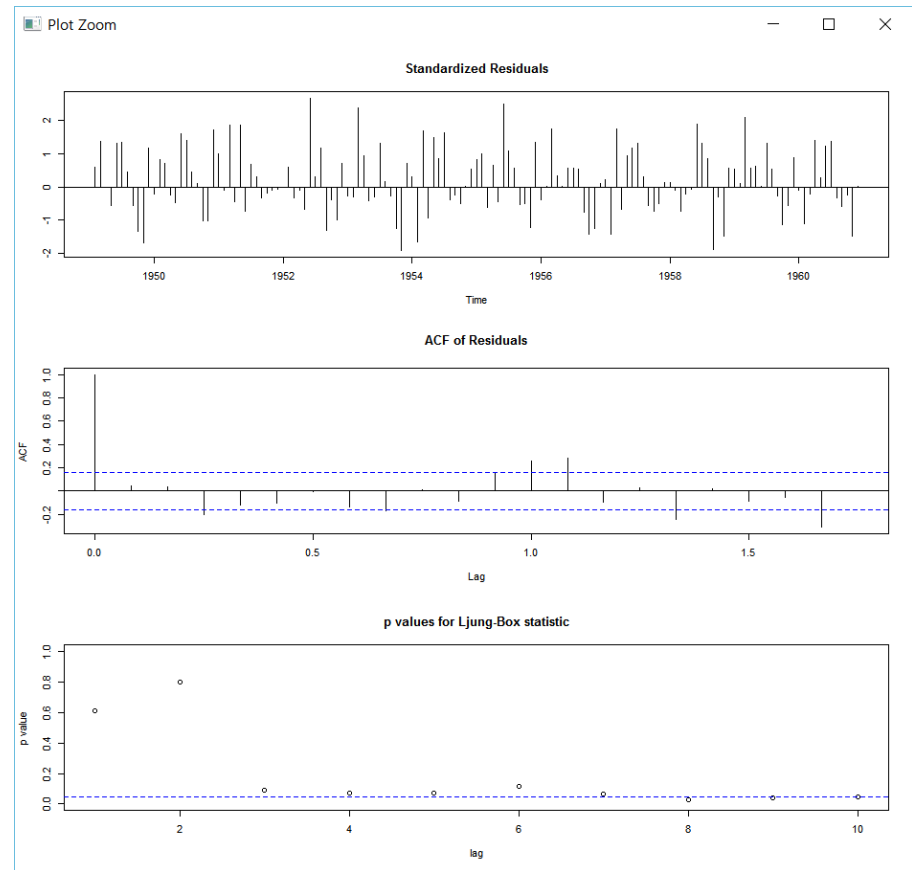 Plot Zoom
Standardized Residuals
2
1
0
-1
-2
1950 1952 1954 1956 1958 1960
Time
ACF of Residuals
ACF
1.0
0.8
0.6
0.4
0.2
-0.2
0.0 0.5 1.0 1.5
Lag
p values for Ljung-Box statistic
p value
1.0
0.8
0.6
0.4
0.2
0.0
2 4 6 8 10
lag